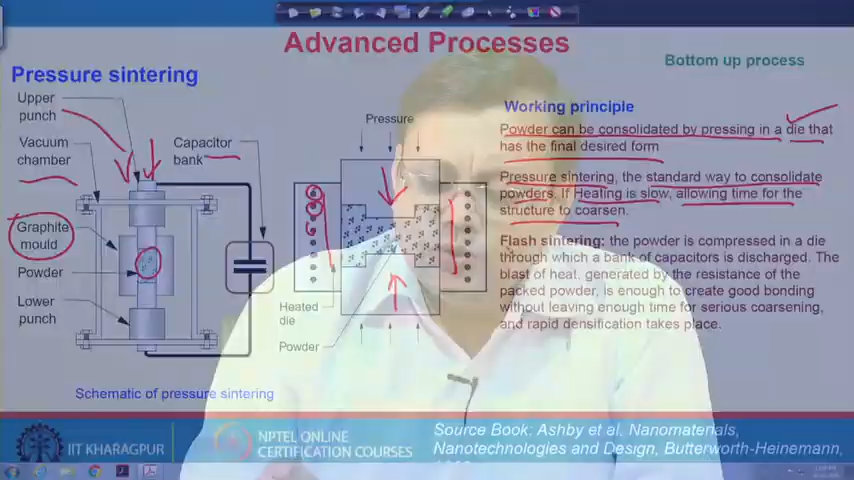 Advanced Processes
Bottom up process
Pressure sintering
Upper
punch
Vacuum
chamber
Capacitor
bank
Graphite
mould
Powder
Lower
punch
Schematic of pressure sintering
Pressure
Heated
die
Powder
Working principle
Powder can be consolidated by pressing in a die that
has the final desired form
Pressure sintering, the standard way to consolidate
powders. If Heating is slow, allowing time for the
structure to coarsen.
Flash sintering: the powder is compressed in a die
through which a bank of capacitors is discharged. The
blast of heat, generated by the resistance of the
packed powder, is enough to create good bonding
without leaving enough time for serious coarsening,
and rapid densification takes place.
IIT KHARAGPUR
NPTEL ONLINE
CERTIFICATION COURSES
Source Book: Ashby et al, Nanomaterials,
Nanotechnologies and Design, Butterworth-Heinemann,